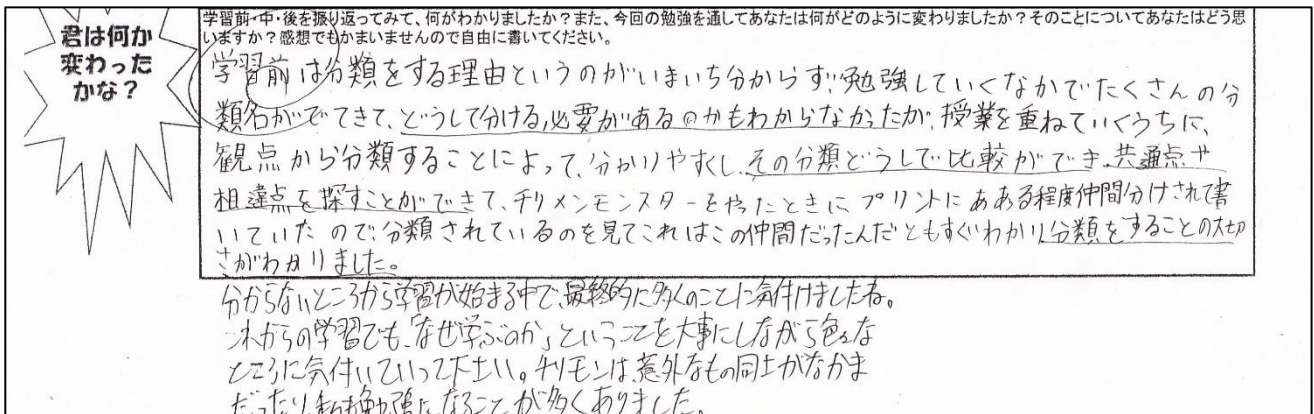 君は何か
変わった
かな？
学習前・中・後を振り返ってみて、何がわかりましたか？また、今回の勉強を通してあなたは何がどのように変わりましたか？そのことについてあなたはどう思
いますか？感想でもかまいませんので自由に書いてください。
学習前は分類をする理由というのがいまいち分からず、勉強していくなかでたくさんの分
類名がでてきて、どうして分ける必要があるのかもわからなかったが、授業を重ねていくうちに、
観点から分類することによって、分かりやすくし、その分類どうしで比較ができ、共通点や
相違点を探すことができて、チリメンモンスターをやったときに、プリントにあある程度仲間分けされて書
いていたので、分類されているのを見てこれはこの仲間だったんだともすぐわかり、分類をすることの大切
さがわかりました。
分からないところから学習が始まる中で、最終的に多くのことに気付けましたね。
これからの学習でも、「なぜ学ぶのか」ということを大事にしながら色々な
ところに気付いていって下さい。チリモンは、意外なもの同士がなかま
だったり、私も勉強になることが多くありました。